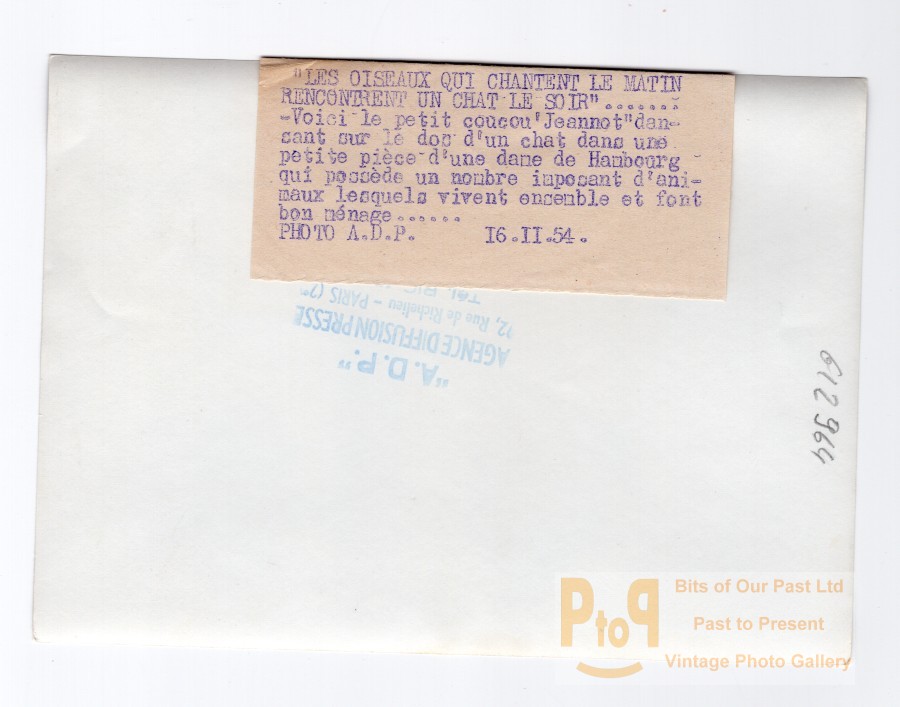 "LES OISEAUX QUI CHANTENT LE MATIN
RENCONTRENT UN CHAT LE SOIR".......
-Voici le petit coucou"Jeannot"dan-
sant sur le dos d'un chat dans une
petite pièce d'une dame de Hambourg
qui possède un nombre imposant d'ani-
maux lesquels vivent ensemble et font
bon ménage......
PHOTO A.D.P. 16.II.54.
"A.D.P."
AGENCE DIFFUSION PRESSE
Rue de Richelieu - PARIS (2e
612964
PtoP
Bits of Our Past Ltd
Past to Present
Vintage Photo Gallery